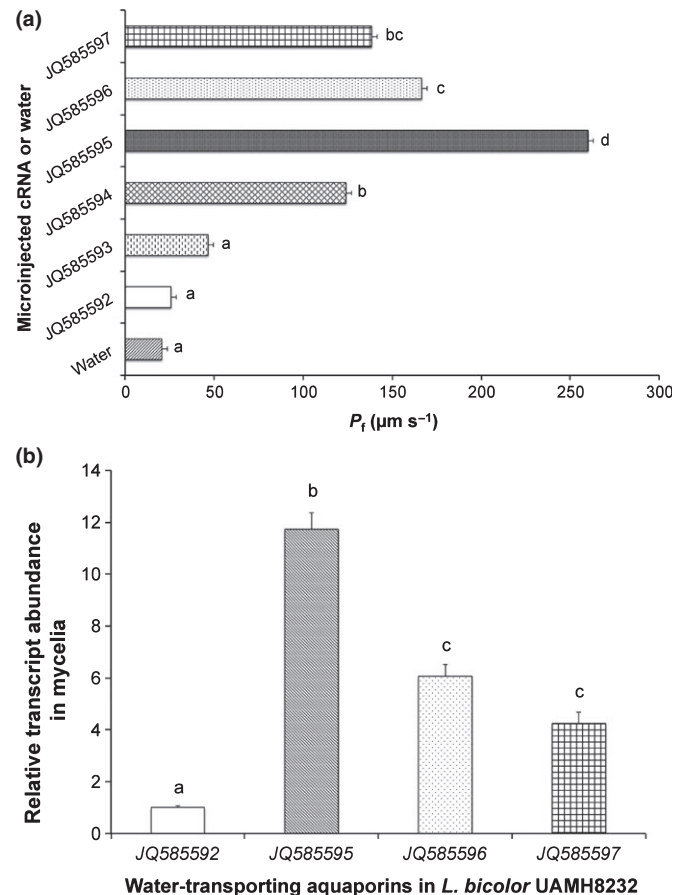 (a)
Microinjected cRNA or water
JQ585597
bc
JQ585596
c
JQ585595
d
JQ585594
b
JQ585593
a
JQ585592
a
Water
a
0 50 100 150 200 250 300
Pf (µm s⁻¹)
(b)
Relative transcript abundance
in mycelia
14
12
10
8
6
4
2
0
a
b
c
c
JQ585592 JQ585595 JQ585596 JQ585597
Water-transporting aquaporins in L. bicolor UAMH8232